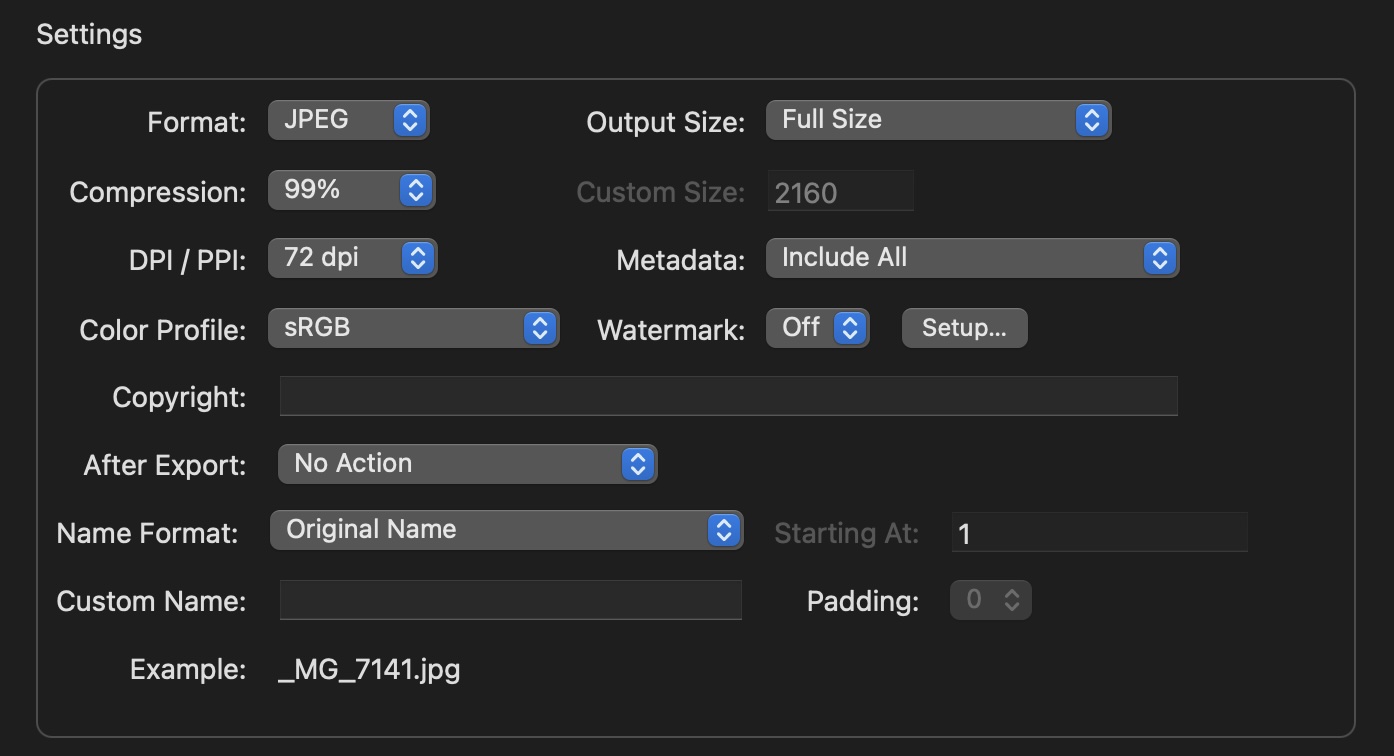 Settings
Format: JPEG Output Size: Full Size
Compression: 99% Custom Size: 2160
DPI / PPI: 72 dpi Metadata: Include All
Color Profile: sRGB Watermark: Off Setup...
Copyright:
After Export: No Action
Name Format: Original Name Starting At: 1
Custom Name: Padding: 0
Example: _MG_7141.jpg